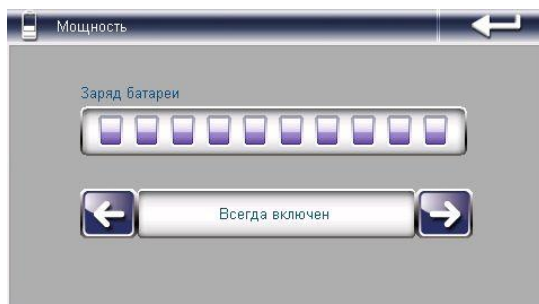 Мощность
Заряд батареи
Всегда включен